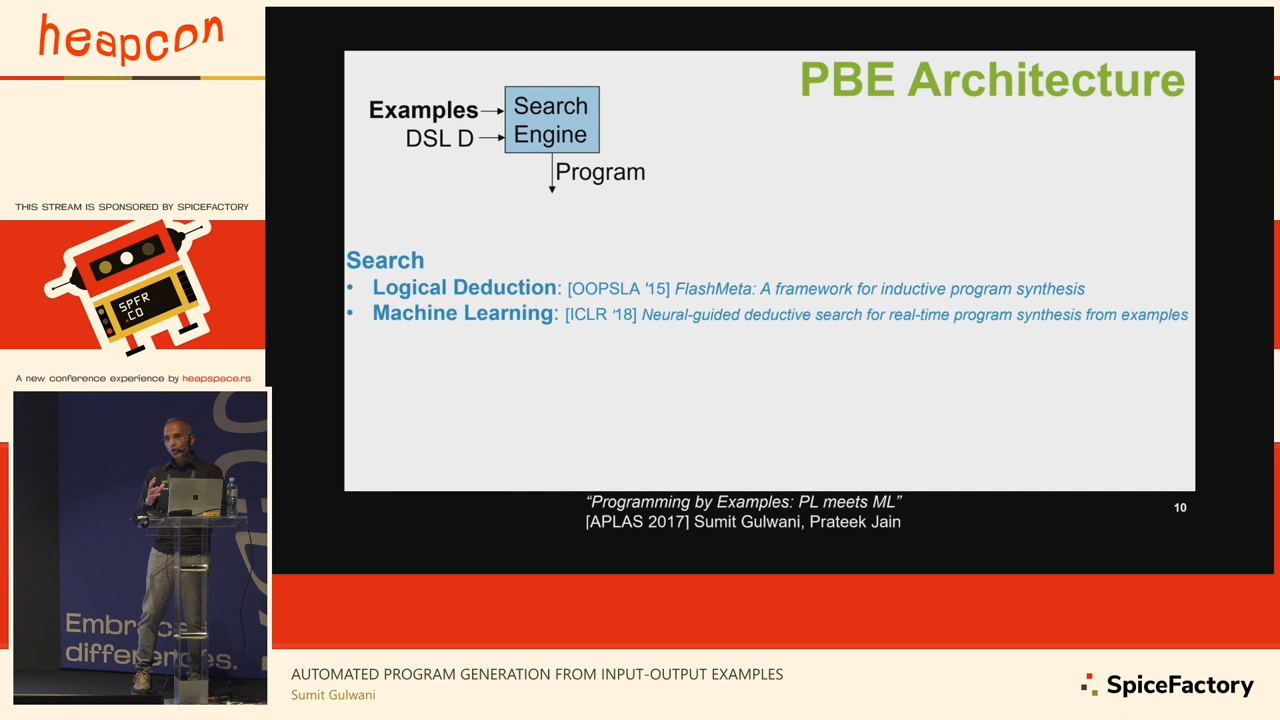 heapcon
THIS STREAM IS SPONSORED BY SPICEFACTORY
SPFR
.CO
A new conference experience by heapspace.rs
Embrace
differences.
PBE Architecture
Examples
DSL D
Search
Engine
Program
Search
• Logical Deduction: [OOPSLA '15] FlashMeta: A framework for inductive program synthesis
• Machine Learning: [ICLR '18] Neural-guided deductive search for real-time program synthesis from examples
“Programming by Examples: PL meets ML”
[APLAS 2017] Sumit Gulwani, Prateek Jain
10
AUTOMATED PROGRAM GENERATION FROM INPUT-OUTPUT EXAMPLES
Sumit Gulwani
SpiceFactory